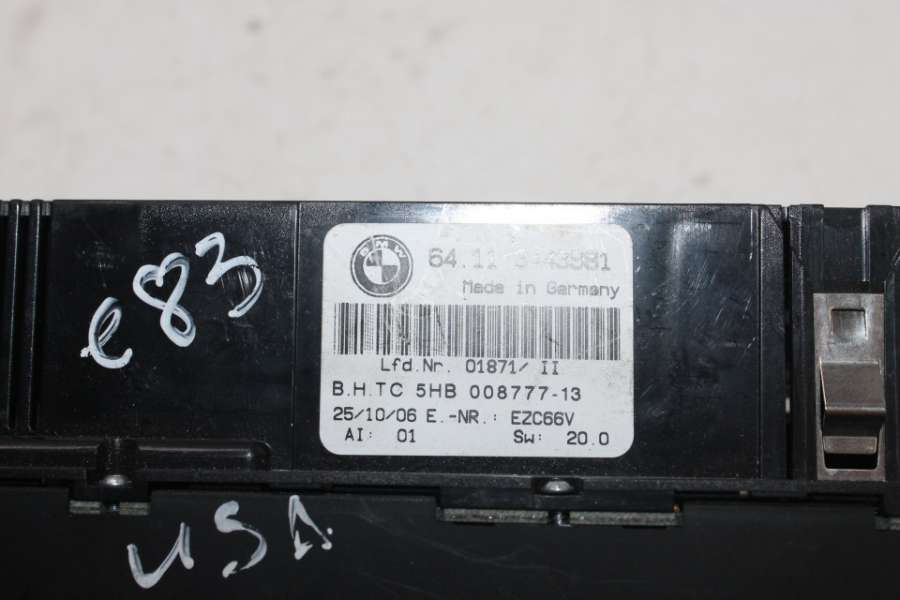 e83
BMW
64.11
Made in Germany
Lfd.Nr. 01871/ II
B.H.TC 5HB 008777-13
25/10/06 E.-NR.: EZC66V
AI: 01 Sw: 20.0
USA